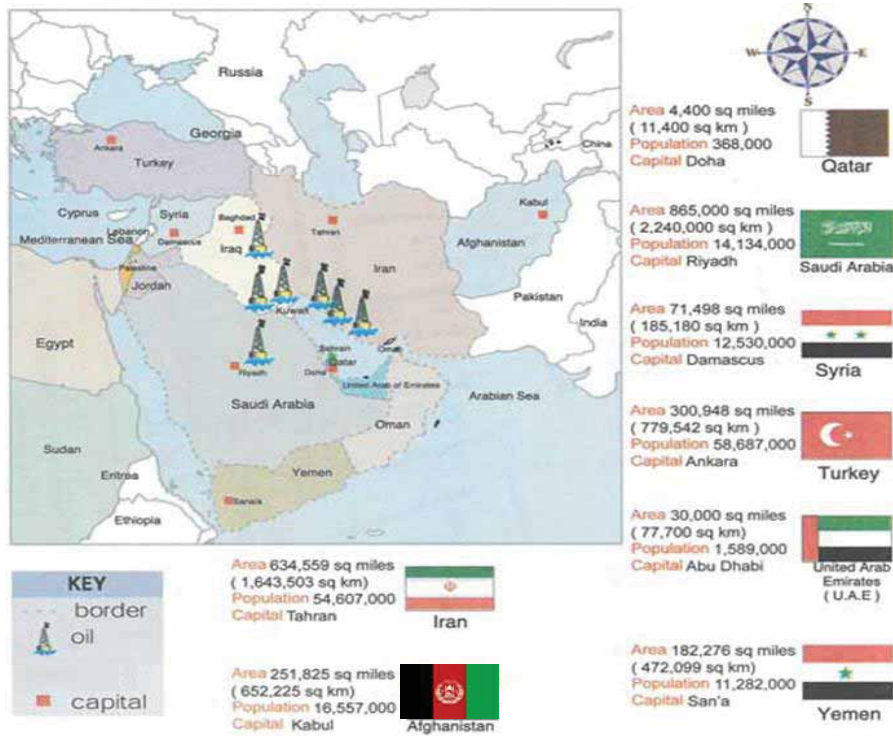 Russia
Georgia
Ankara
Turkey
China
Cyprus
Syria
Lebanon
Mediterranean Sea
Damascus
Baghdad
Iraq
Tahran
Iran
Kabul
Afghanistan
Palestine
Jordah
Kuwait
Pakistan
India
Egypt
Bahrain
Qatar
Doha
Oman
Riyadh
United Arab of Emirates
Saudi Arabia
Arabian Sea
Oman
Sudan
Eritrea
Yemen
Sana'a
Ethiopia
N
W
E
S
Area 4,400 sq miles
( 11,400 sq km )
Population 368,000
Capital Doha
Qatar
Area 865,000 sq miles
( 2,240,000 sq km )
Population 14,134,000
Capital Riyadh
Saudi Arabia
Area 71,498 sq miles
( 185,180 sq km )
Population 12,530,000
Capital Damascus
Syria
Area 300,948 sq miles
(779,542 sq km )
Population 58,687,000
Capital Ankara
Turkey
Area 30,000 sq miles
( 77,700 sq km )
Population 1,589,000
Capital Abu Dhabi
United Arab
Emirates
( U.A.E )
Area 182,276 sq miles
(472,099 sq km)
Population 11,282,000
Capital San'a
Yemen
KEY
border
oil
capital
Area 634,559 sq miles
( 1,643,503 sq km )
Population 54,607,000
Capital Tahran
Iran
Area 251,825 sq miles
( 652,225 sq km )
Population 16,557,000
Capital Kabul
Afghanistan